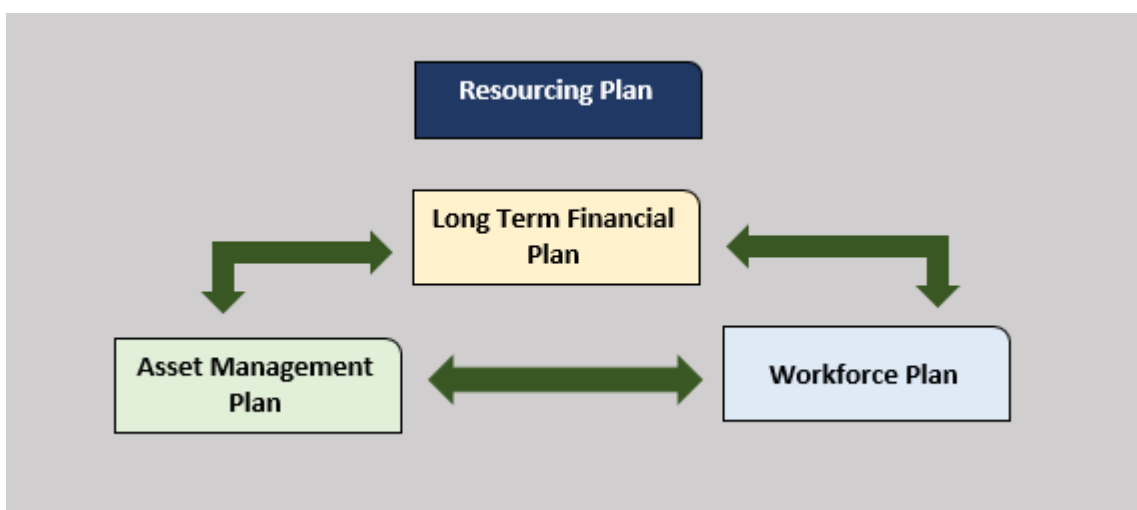 Resourcing Plan
Long Term Financial
Plan
Asset Management
Plan
Workforce Plan